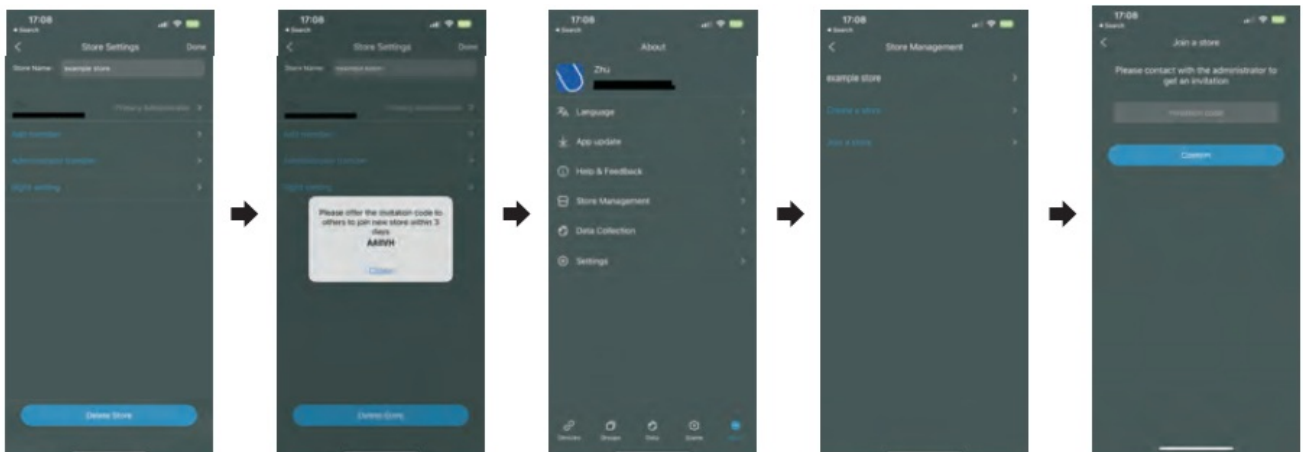 17:08
Search
Store Settings
Done
Store Name:
example store
Primary Administrator
Add member
Administrator transfer
Right setting
Delete Store
17:08
Search
Store Settings
Done
Store Name:
example store
Primary Administrator
Add member
Administrator transfer
Right setting
Please offer the invitation code to
others to join new store within 3
days
Delete Store
17:08
Search
About
Zhu
Language
App update
Help & Feedback
Store Management
Data Collection
Settings
Devices
Groups
Data
Scene
About
17:08
Search
Store Management
example store
Create a store
Join a store
17:08
Search
Join a store
Please contact with the administrator to
get an invitation
Invitation code
Confirm